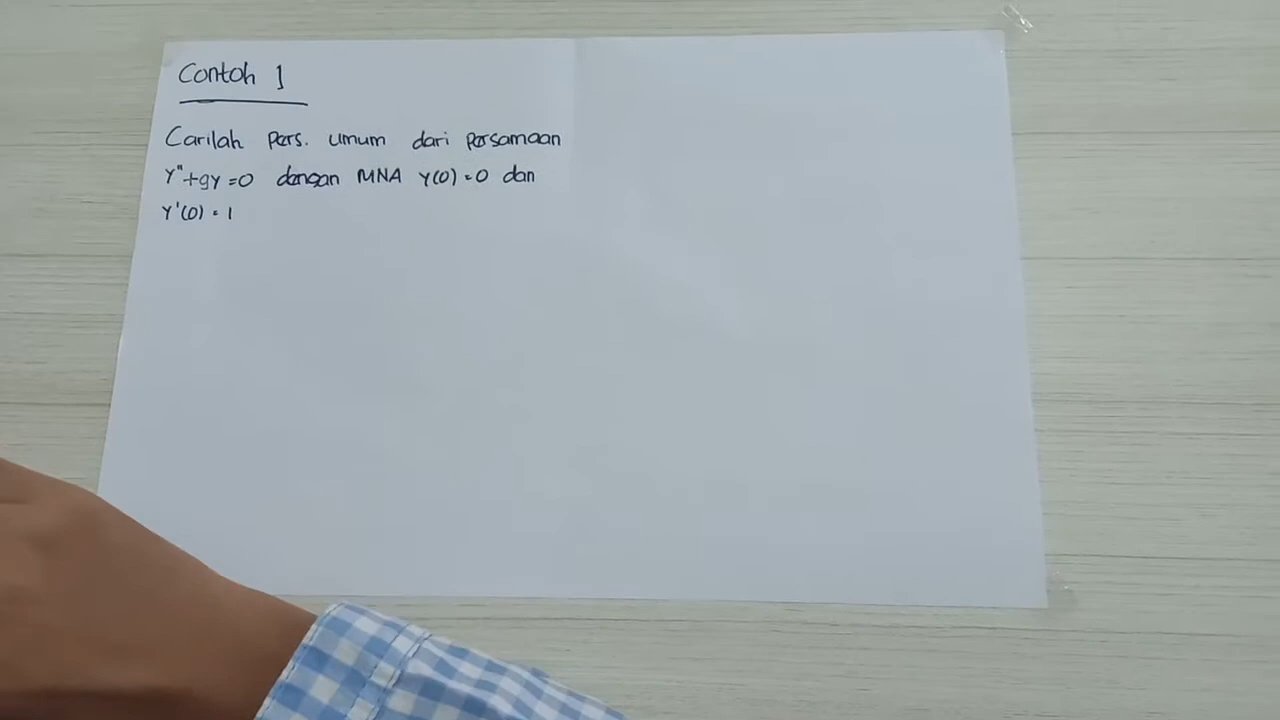 Contoh 1
Carilah Pers. umum dari persamaan
y"+9y=0 dengan MNA y(0)=0 dan
y'(0)=1